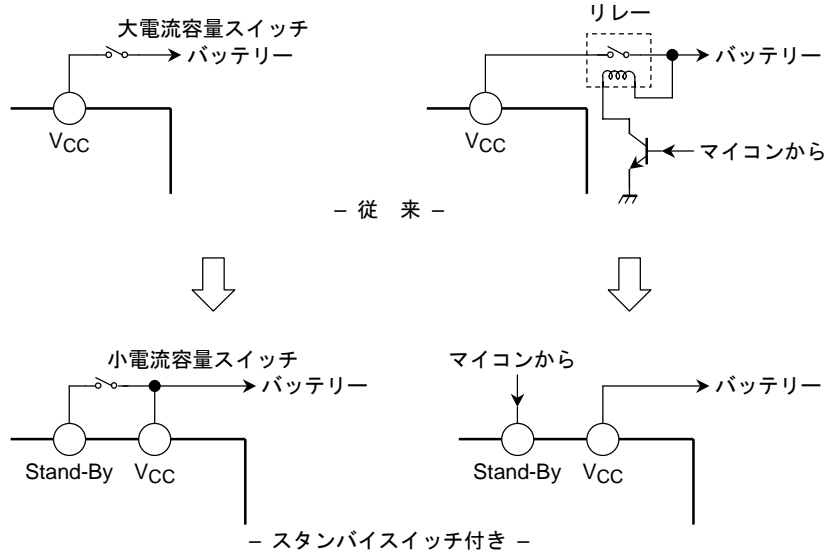 大電流容量スイッチ
バッテリー
VCC
リレー
バッテリー
VCC
マイコンから
– 従 来 –
小電流容量スイッチ
バッテリー
Stand-By VCC
マイコンから
バッテリー
Stand-By VCC
– スタンバイスイッチ付き –